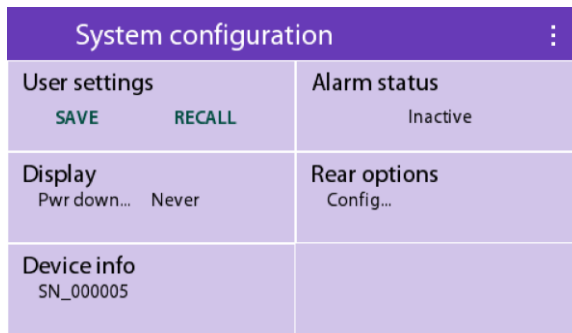 System configuration
User settings
SAVE RECALL
Alarm status
Inactive
Display
Pwr down... Never
Rear options
Config...
Device info
SN_000005